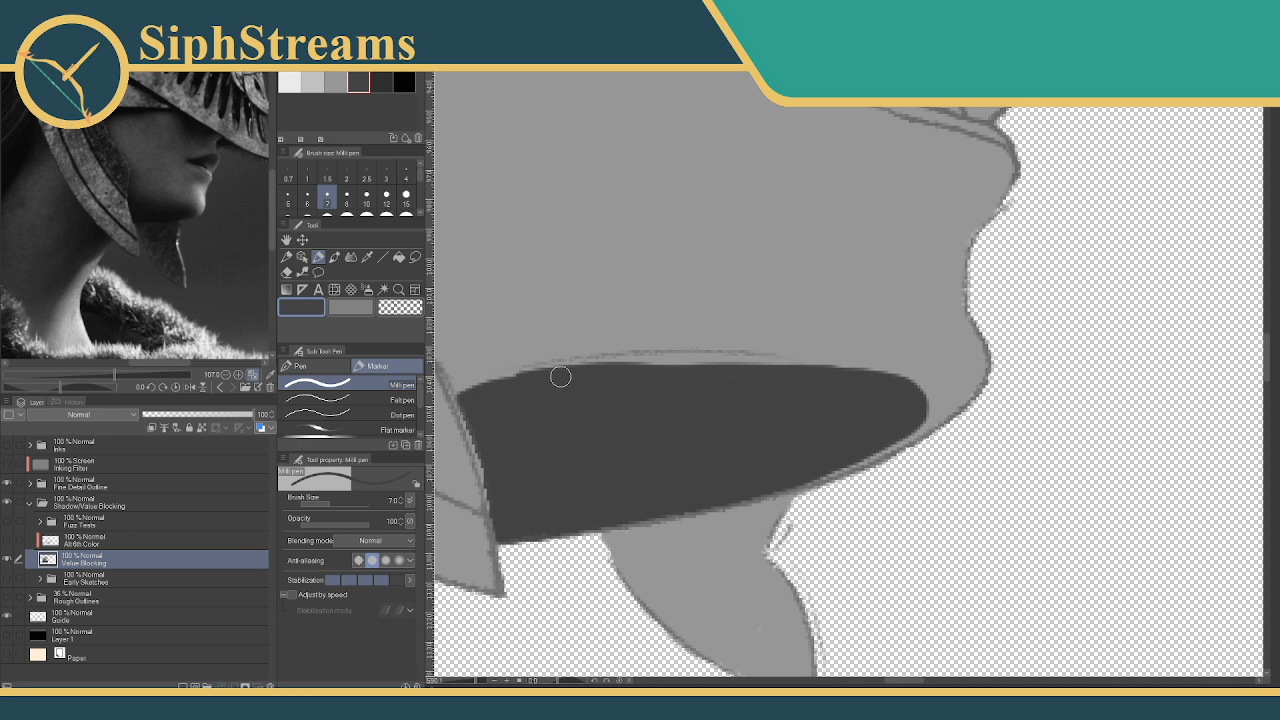 SiphStreams
Brush size: Milli pen
0.7 1 1.5 2 2.5 3 4
5 6 7 8 10 12 15
Tool
Sub Tool Pen
Pen Marker
Milli pen
Felt pen
Dot pen
Flat marker
Tool property: Milli pen
Milli pen
Brush Size 7.0
Opacity 100
Blending mode Normal
Anti-aliasing
Stabilization
Adjust by speed
Stabilization mode
107.0
0.0
Layer History
Normal 100
100 % Normal
Inks
100 % Screen
Inking Filter
100 % Normal
Fine Detail Outline
100 % Normal
Shadow/Value Blocking
100 % Normal
Fuzz Tests
100 % Normal
Alt 6th Color
100 % Normal
Value Blocking
100 % Normal
Early Sketches
36 % Normal
Rough Outlines
100 % Normal
Guide
100 % Normal
Layer 1
Paper